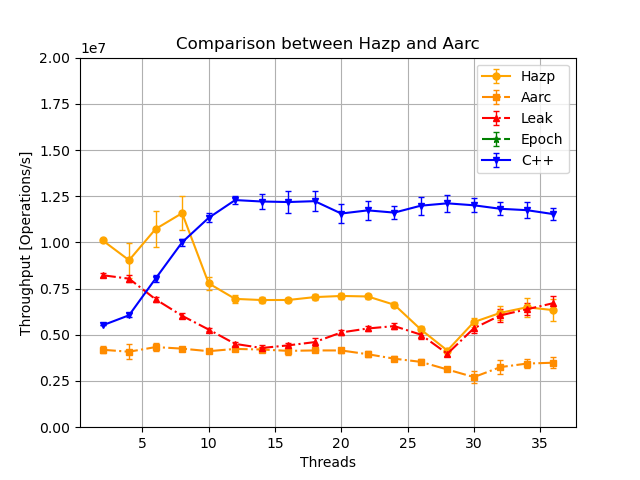 Comparison between Hazp and Aarc
1e7
2.00
1.75
1.50
1.25
1.00
0.75
0.50
0.25
0.00
Throughput [Operations/s]
Hazp
Aarc
Leak
Epoch
C++
5
10
15
20
25
30
35
Threads